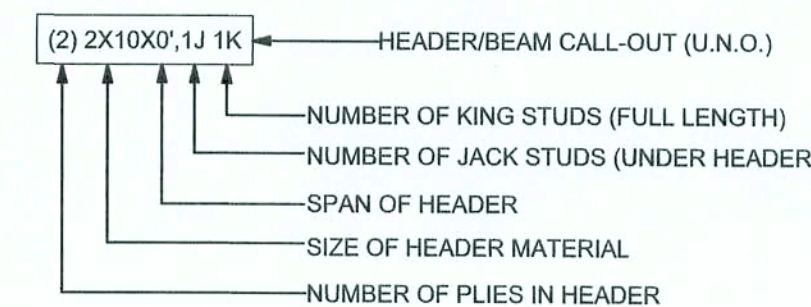 (2) 2X10X0',1J 1K
HEADER/BEAM CALL-OUT (U.N.O.)
NUMBER OF KING STUDS (FULL LENGTH)
NUMBER OF JACK STUDS (UNDER HEADER
SPAN OF HEADER
SIZE OF HEADER MATERIAL
NUMBER OF PLIES IN HEADER